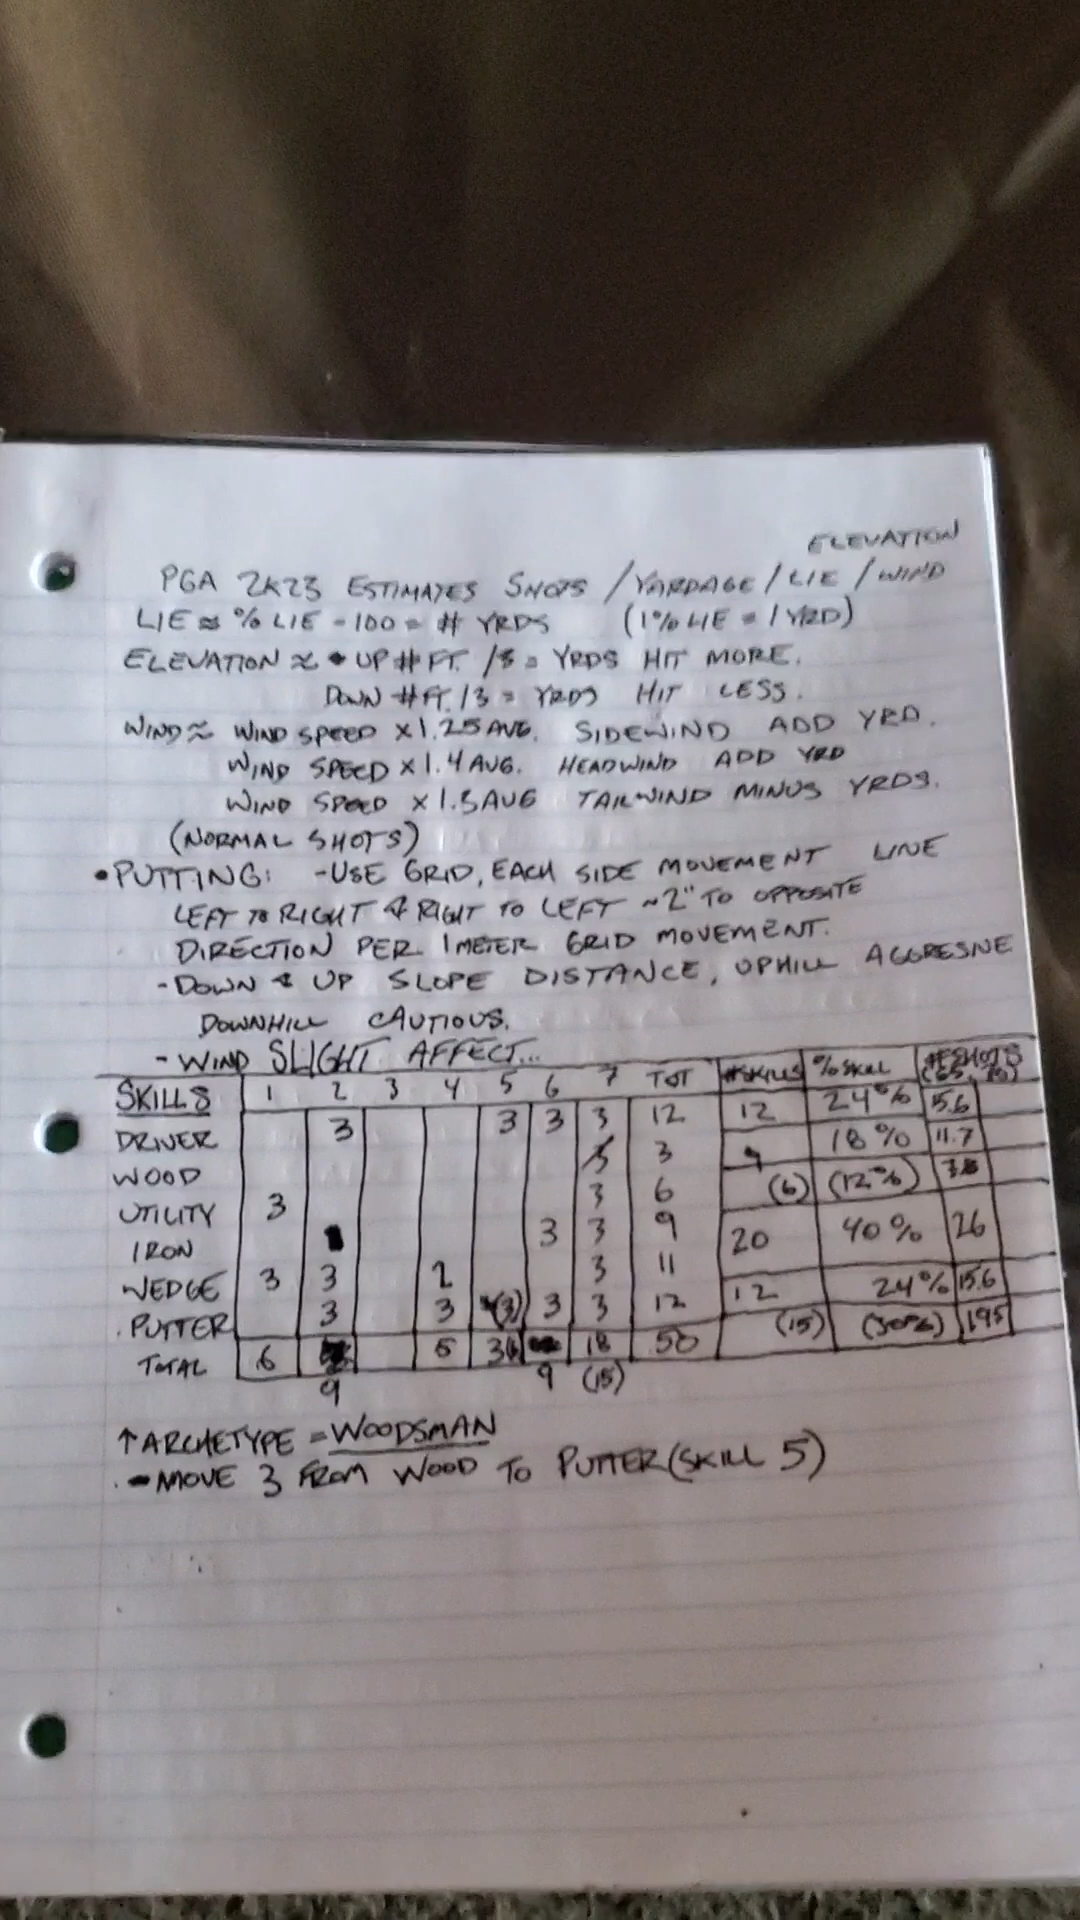 ELEVATION
PGA 2K23 ESTIMATES SHOTS / YARDAGE / LIE / WIND
LIE ≈ % LIE - 100 = # YRDS (1% LIE = 1 YRD)
ELEVATION ≈ UP # FT. / 3 = YRDS HIT MORE.
DOWN # FT. / 3 = YRDS HIT LESS.
WIND ≈ WIND SPEED X 1.25 AVG. SIDEWIND ADD YRD.
WIND SPEED X 1.4 AVG. HEADWIND ADD YRD
WIND SPEED X 1.3 AVG TAILWIND MINUS YRDS.
(NORMAL SHOTS)
• PUTTING: - USE GRID, EACH SIDE MOVEMENT LINE
LEFT TO RIGHT & RIGHT TO LEFT ~2" TO OPPOSITE
DIRECTION PER 1 METER GRID MOVEMENT.
- DOWN & UP SLOPE DISTANCE, UPHILL AGGRESIVE
DOWNHILL CAUTIOUS.
- WIND SLIGHT AFFECT...
SKILLS 1 2 3 4 5 6 7 TOT #SKILLS % SKILL #SHOTS
DRIVER 3 3 3 3 12 12 24% 15.6
WOOD 3 9 18% 11.7
UTILITY 3 3 6 (6) (12%)
IRON 3 3 9 20 40% 26
WEDGE 3 3 2 3 11 12 24% 15.6
PUTTER 3 3 (3) 3 3 12 (15) (30%) 19.5
TOTAL 6 5 18 50
9 9 (15)
↑ ARCHETYPE = WOODSMAN
- MOVE 3 FROM WOOD TO PUTTER (SKILL 5)